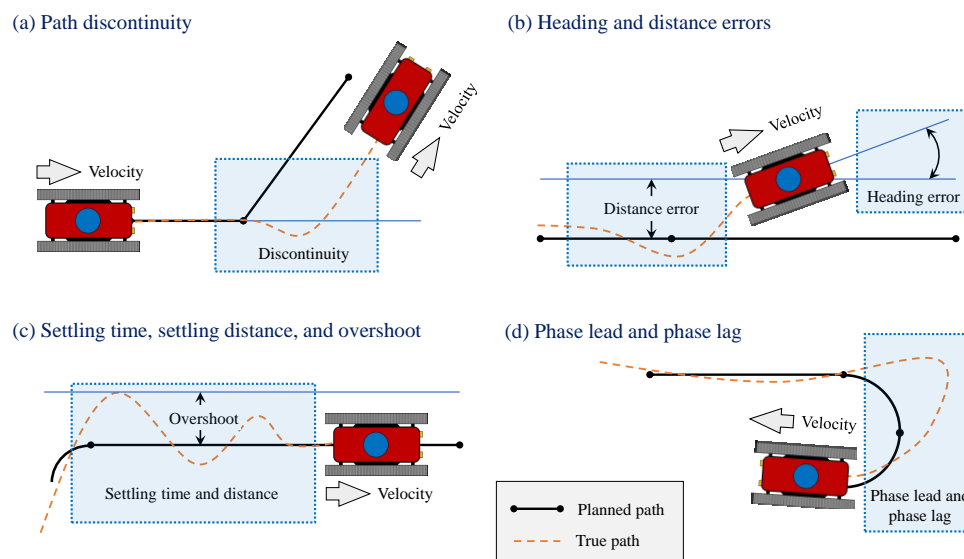 (a) Path discontinuity
Velocity
Velocity
Discontinuity
(b) Heading and distance errors
Velocity
Distance error
Heading error
(c) Settling time, settling distance, and overshoot
Overshoot
Settling time and distance
Velocity
(d) Phase lead and phase lag
Velocity
Phase lead and
phase lag
Planned path
True path